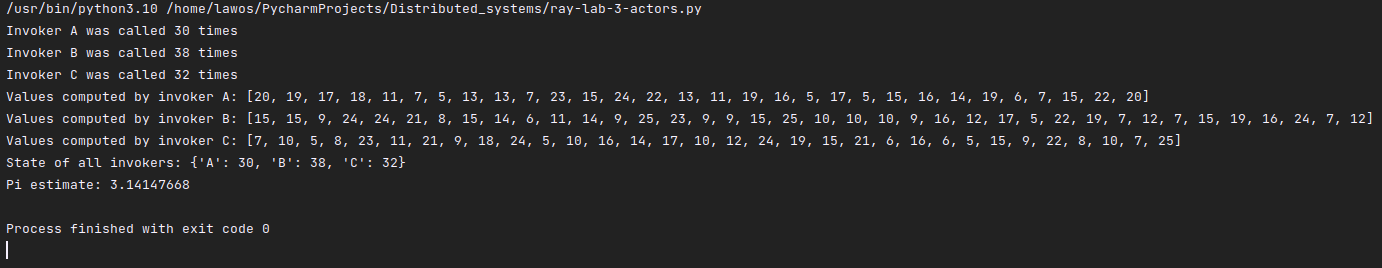 /usr/bin/python3.10 /home/lawos/PycharmProjects/Distributed_systems/ray-lab-3-actors.py
Invoker A was called 30 times
Invoker B was called 38 times
Invoker C was called 32 times
Values computed by invoker A: [20, 19, 17, 18, 11, 7, 5, 13, 13, 7, 23, 15, 24, 22, 13, 11, 19, 16, 5, 17, 5, 15, 16, 14, 19, 6, 7, 15, 22, 20]
Values computed by invoker B: [15, 15, 9, 24, 24, 21, 8, 15, 14, 6, 11, 14, 9, 25, 23, 9, 9, 15, 25, 10, 10, 10, 9, 16, 12, 17, 5, 22, 19, 7, 12, 7, 15, 19, 16, 24, 7, 12]
Values computed by invoker C: [7, 10, 5, 8, 23, 11, 21, 9, 18, 24, 5, 10, 16, 14, 17, 10, 12, 24, 19, 15, 21, 6, 16, 6, 5, 15, 9, 22, 8, 10, 7, 25]
State of all invokers: {'A': 30, 'B': 38, 'C': 32}
Pi estimate: 3.14147668
Process finished with exit code 0